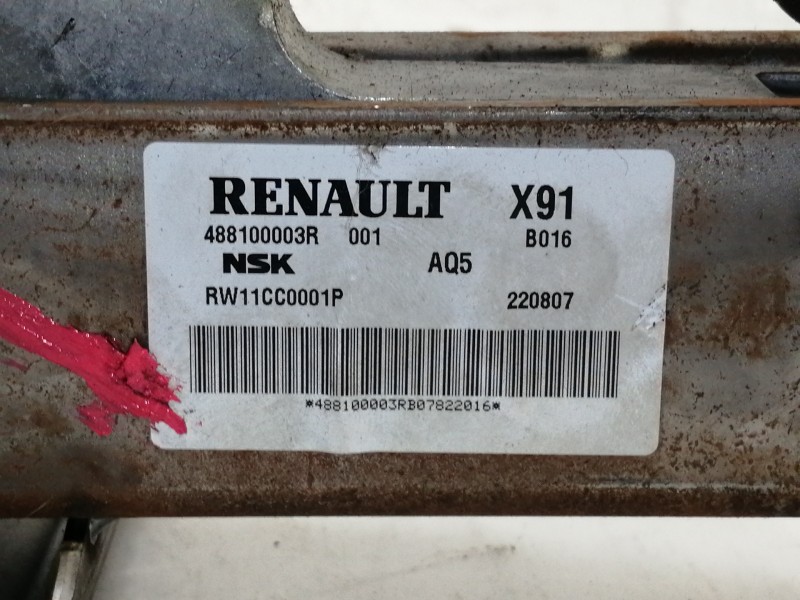 RENAULT X91
488100003R 001 B016
NSK AQ5
RW11CC0001P 220807
*488100003RB07822016*